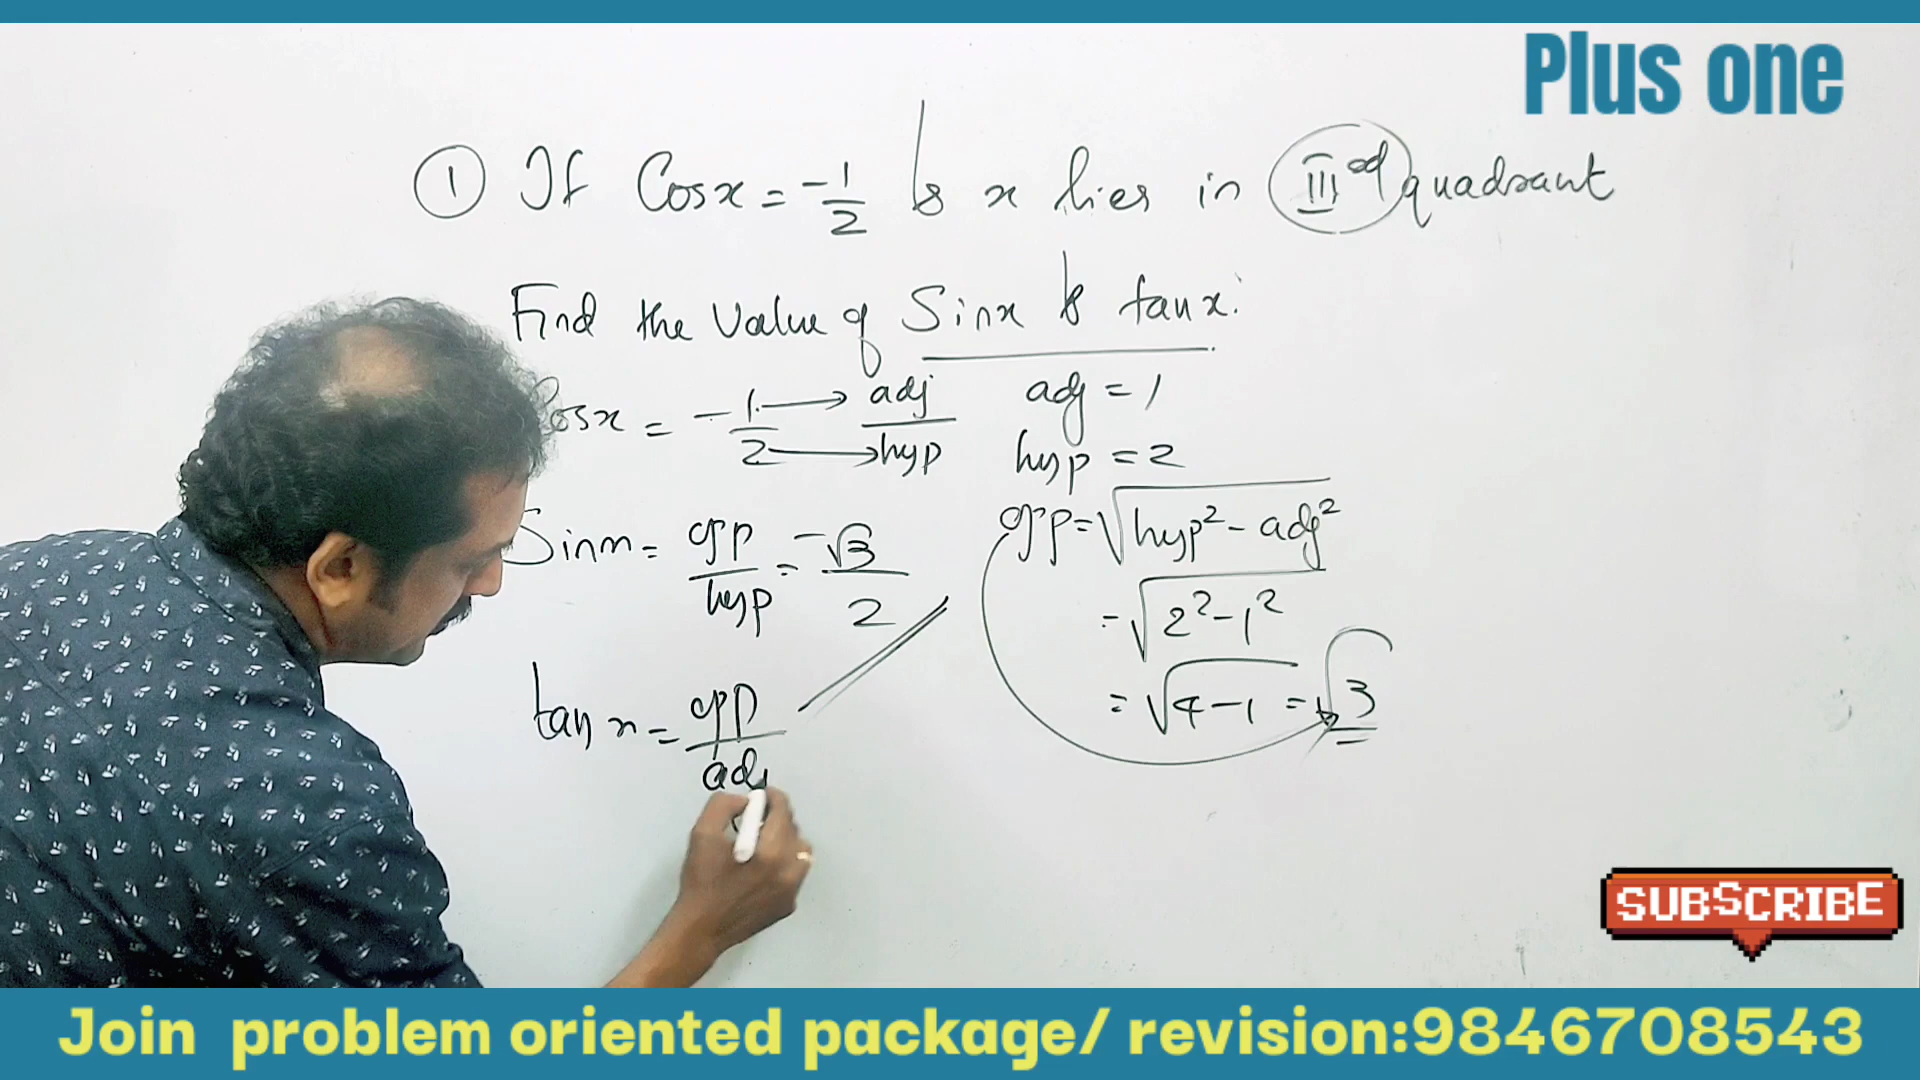 Plus one
① If Cosx = -1/2 & x lies in IIIrd quadrant
Find the value of Sinx & tanx.
Cosx = -1/2 → adj/hyp
adj = 1
hyp = 2
Sinx = opp/hyp = -√3/2
opp = √hyp² - adj²
= √2² - 1²
= √4-1 = √3
tan x = opp/adj
SUBSCRIBE
Join problem oriented package/ revision:9846708543